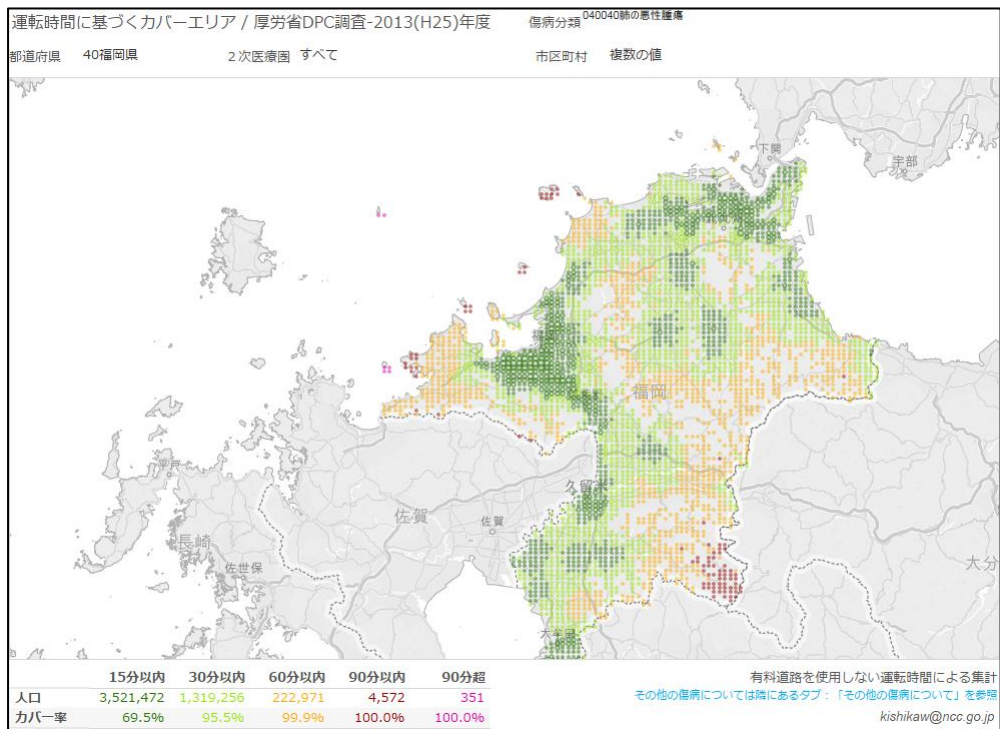 運転時間に基づくカバーエリア / 厚労省DPC調査-2013(H25)年度
傷病分類 040040肺の悪性腫瘍
都道府県 40福岡県 2次医療圏 すべて 市区町村 複数の値
下関
宇部
福岡
久留米
平戸
佐賀
佐賀
長崎
佐世保
大分
大牟田
15分以内 30分以内 60分以内 90分以内 90分超
人口 3,521,472 1,319,256 222,971 4,572 351
カバー率 69.5% 95.5% 99.9% 100.0% 100.0%
有料道路を使用しない運転時間による集計
その他の傷病については隣にあるタブ：「その他の傷病について」を参照
kishikaw@ncc.go.jp